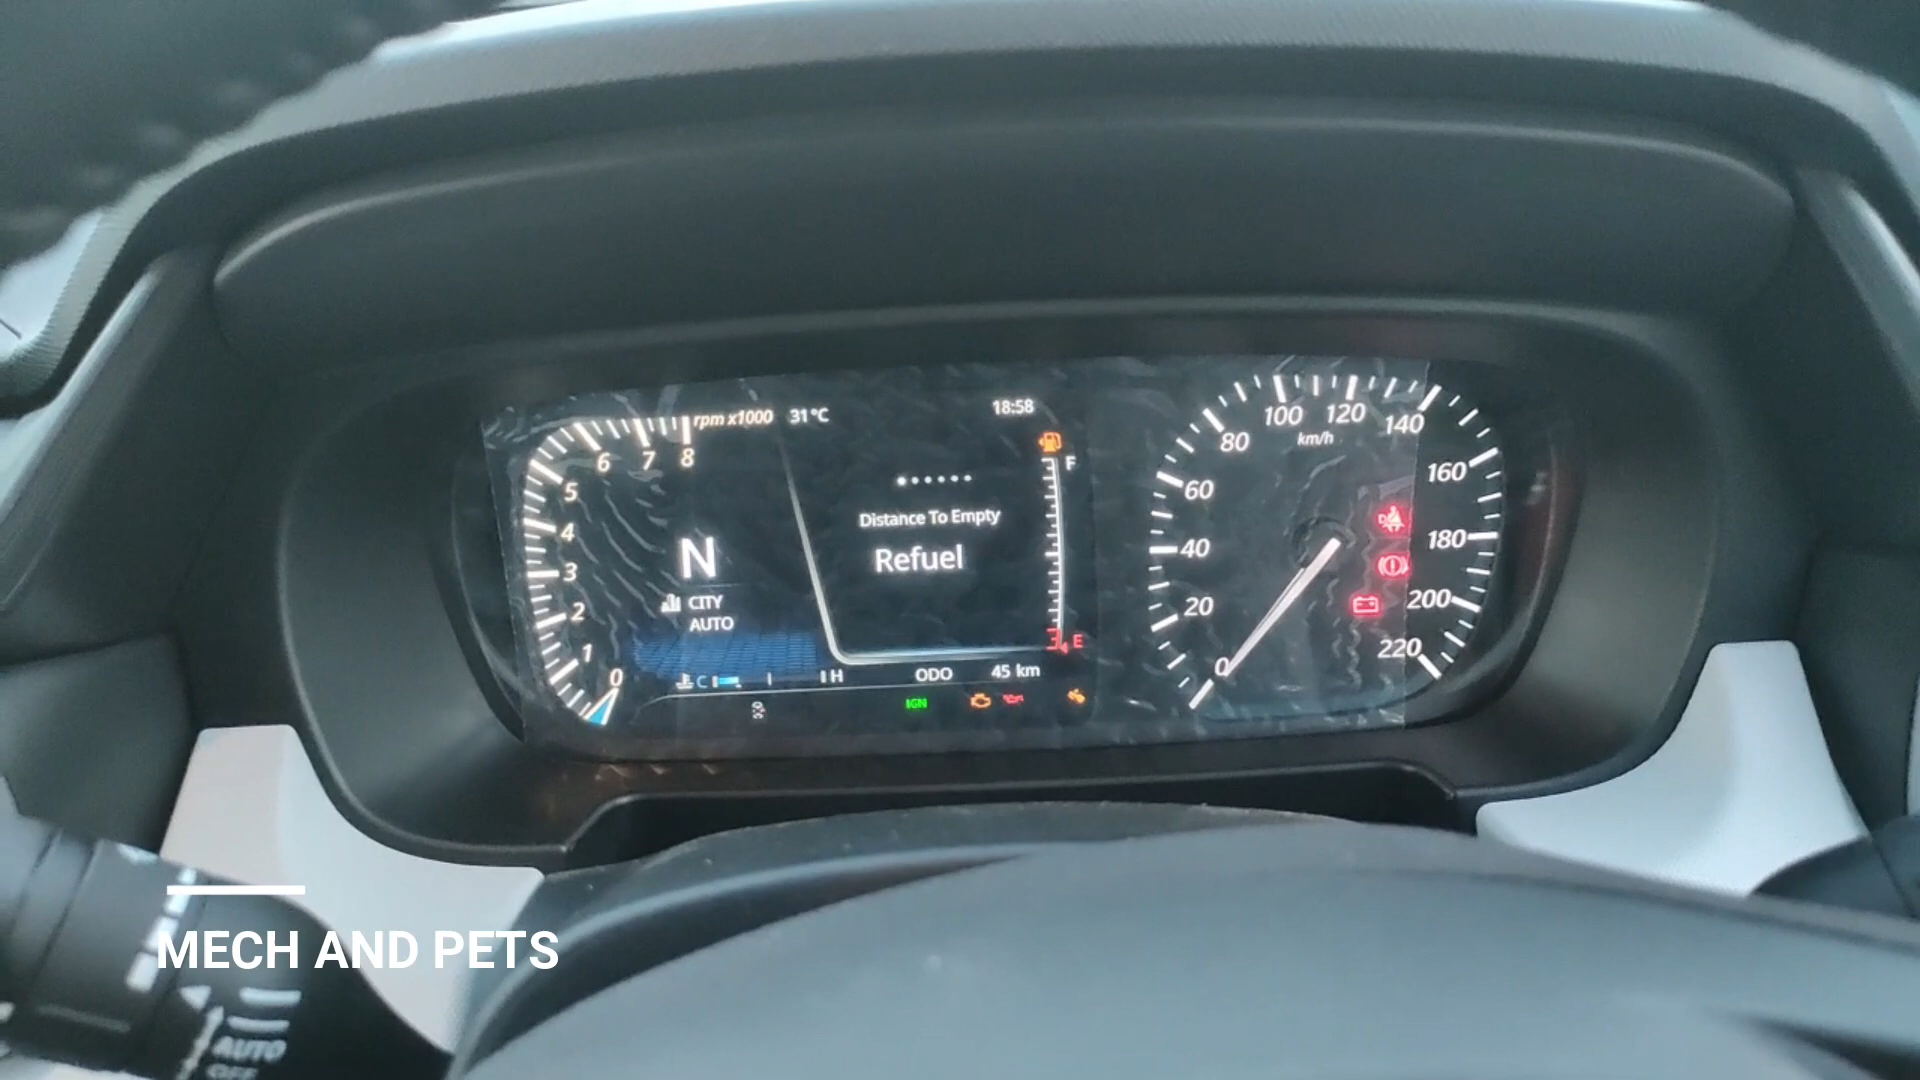 rpm x1000 31°C 18:58
8
7
6
5
4
3
2
1
0
N
CITY
AUTO
Distance To Empty
Refuel
F
E
C H ODO 45 km
IGN
0
20
40
60
80
100
120
140
160
180
200
220
km/h
MECH AND PETS
AUTO
OFF